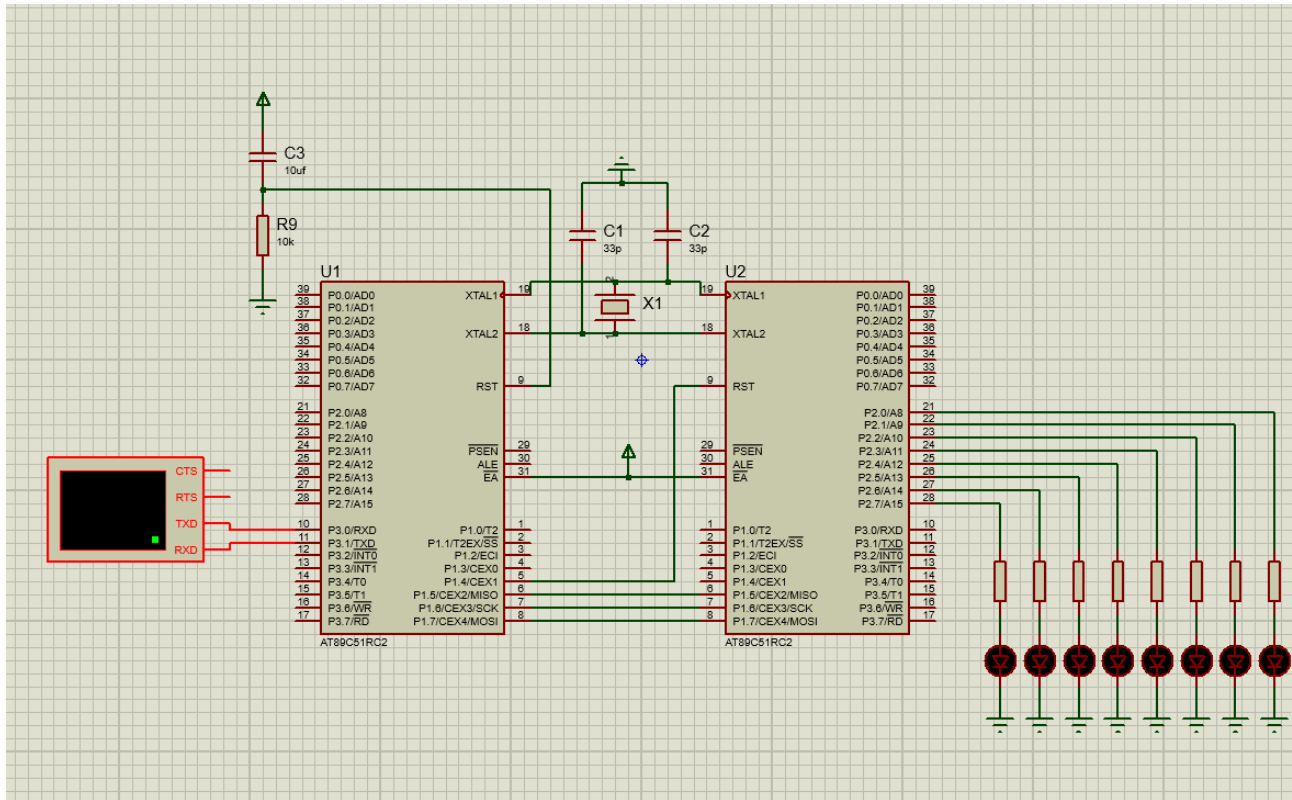 C3
10uf
R9
10k
C1
33p
C2
33p
X1
2
1
U1
39 P0.0/AD0
38 P0.1/AD1
37 P0.2/AD2
36 P0.3/AD3
35 P0.4/AD4
34 P0.5/AD5
33 P0.6/AD6
32 P0.7/AD7
21 P2.0/A8
22 P2.1/A9
23 P2.2/A10
24 P2.3/A11
25 P2.4/A12
26 P2.5/A13
27 P2.6/A14
28 P2.7/A15
10 P3.0/RXD
11 P3.1/TXD
12 P3.2/INT0
13 P3.3/INT1
14 P3.4/T0
15 P3.5/T1
16 P3.6/WR
17 P3.7/RD
XTAL1 19
XTAL2 18
RST 9
PSEN 29
ALE 30
EA 31
P1.0/T2 1
P1.1/T2EX/SS 2
P1.2/ECI 3
P1.3/CEX0 4
P1.4/CEX1 5
P1.5/CEX2/MISO 6
P1.6/CEX3/SCK 7
P1.7/CEX4/MOSI 8
AT89C51RC2
U2
19 XTAL1
18 XTAL2
9 RST
29 PSEN
30 ALE
31 EA
1 P1.0/T2
2 P1.1/T2EX/SS
3 P1.2/ECI
4 P1.3/CEX0
5 P1.4/CEX1
6 P1.5/CEX2/MISO
7 P1.6/CEX3/SCK
8 P1.7/CEX4/MOSI
P0.0/AD0 39
P0.1/AD1 38
P0.2/AD2 37
P0.3/AD3 36
P0.4/AD4 35
P0.5/AD5 34
P0.6/AD6 33
P0.7/AD7 32
P2.0/A8 21
P2.1/A9 22
P2.2/A10 23
P2.3/A11 24
P2.4/A12 25
P2.5/A13 26
P2.6/A14 27
P2.7/A15 28
P3.0/RXD 10
P3.1/TXD 11
P3.2/INT0 12
P3.3/INT1 13
P3.4/T0 14
P3.5/T1 15
P3.6/WR 16
P3.7/RD 17
AT89C51RC2
CTS
RTS
TXD
RXD